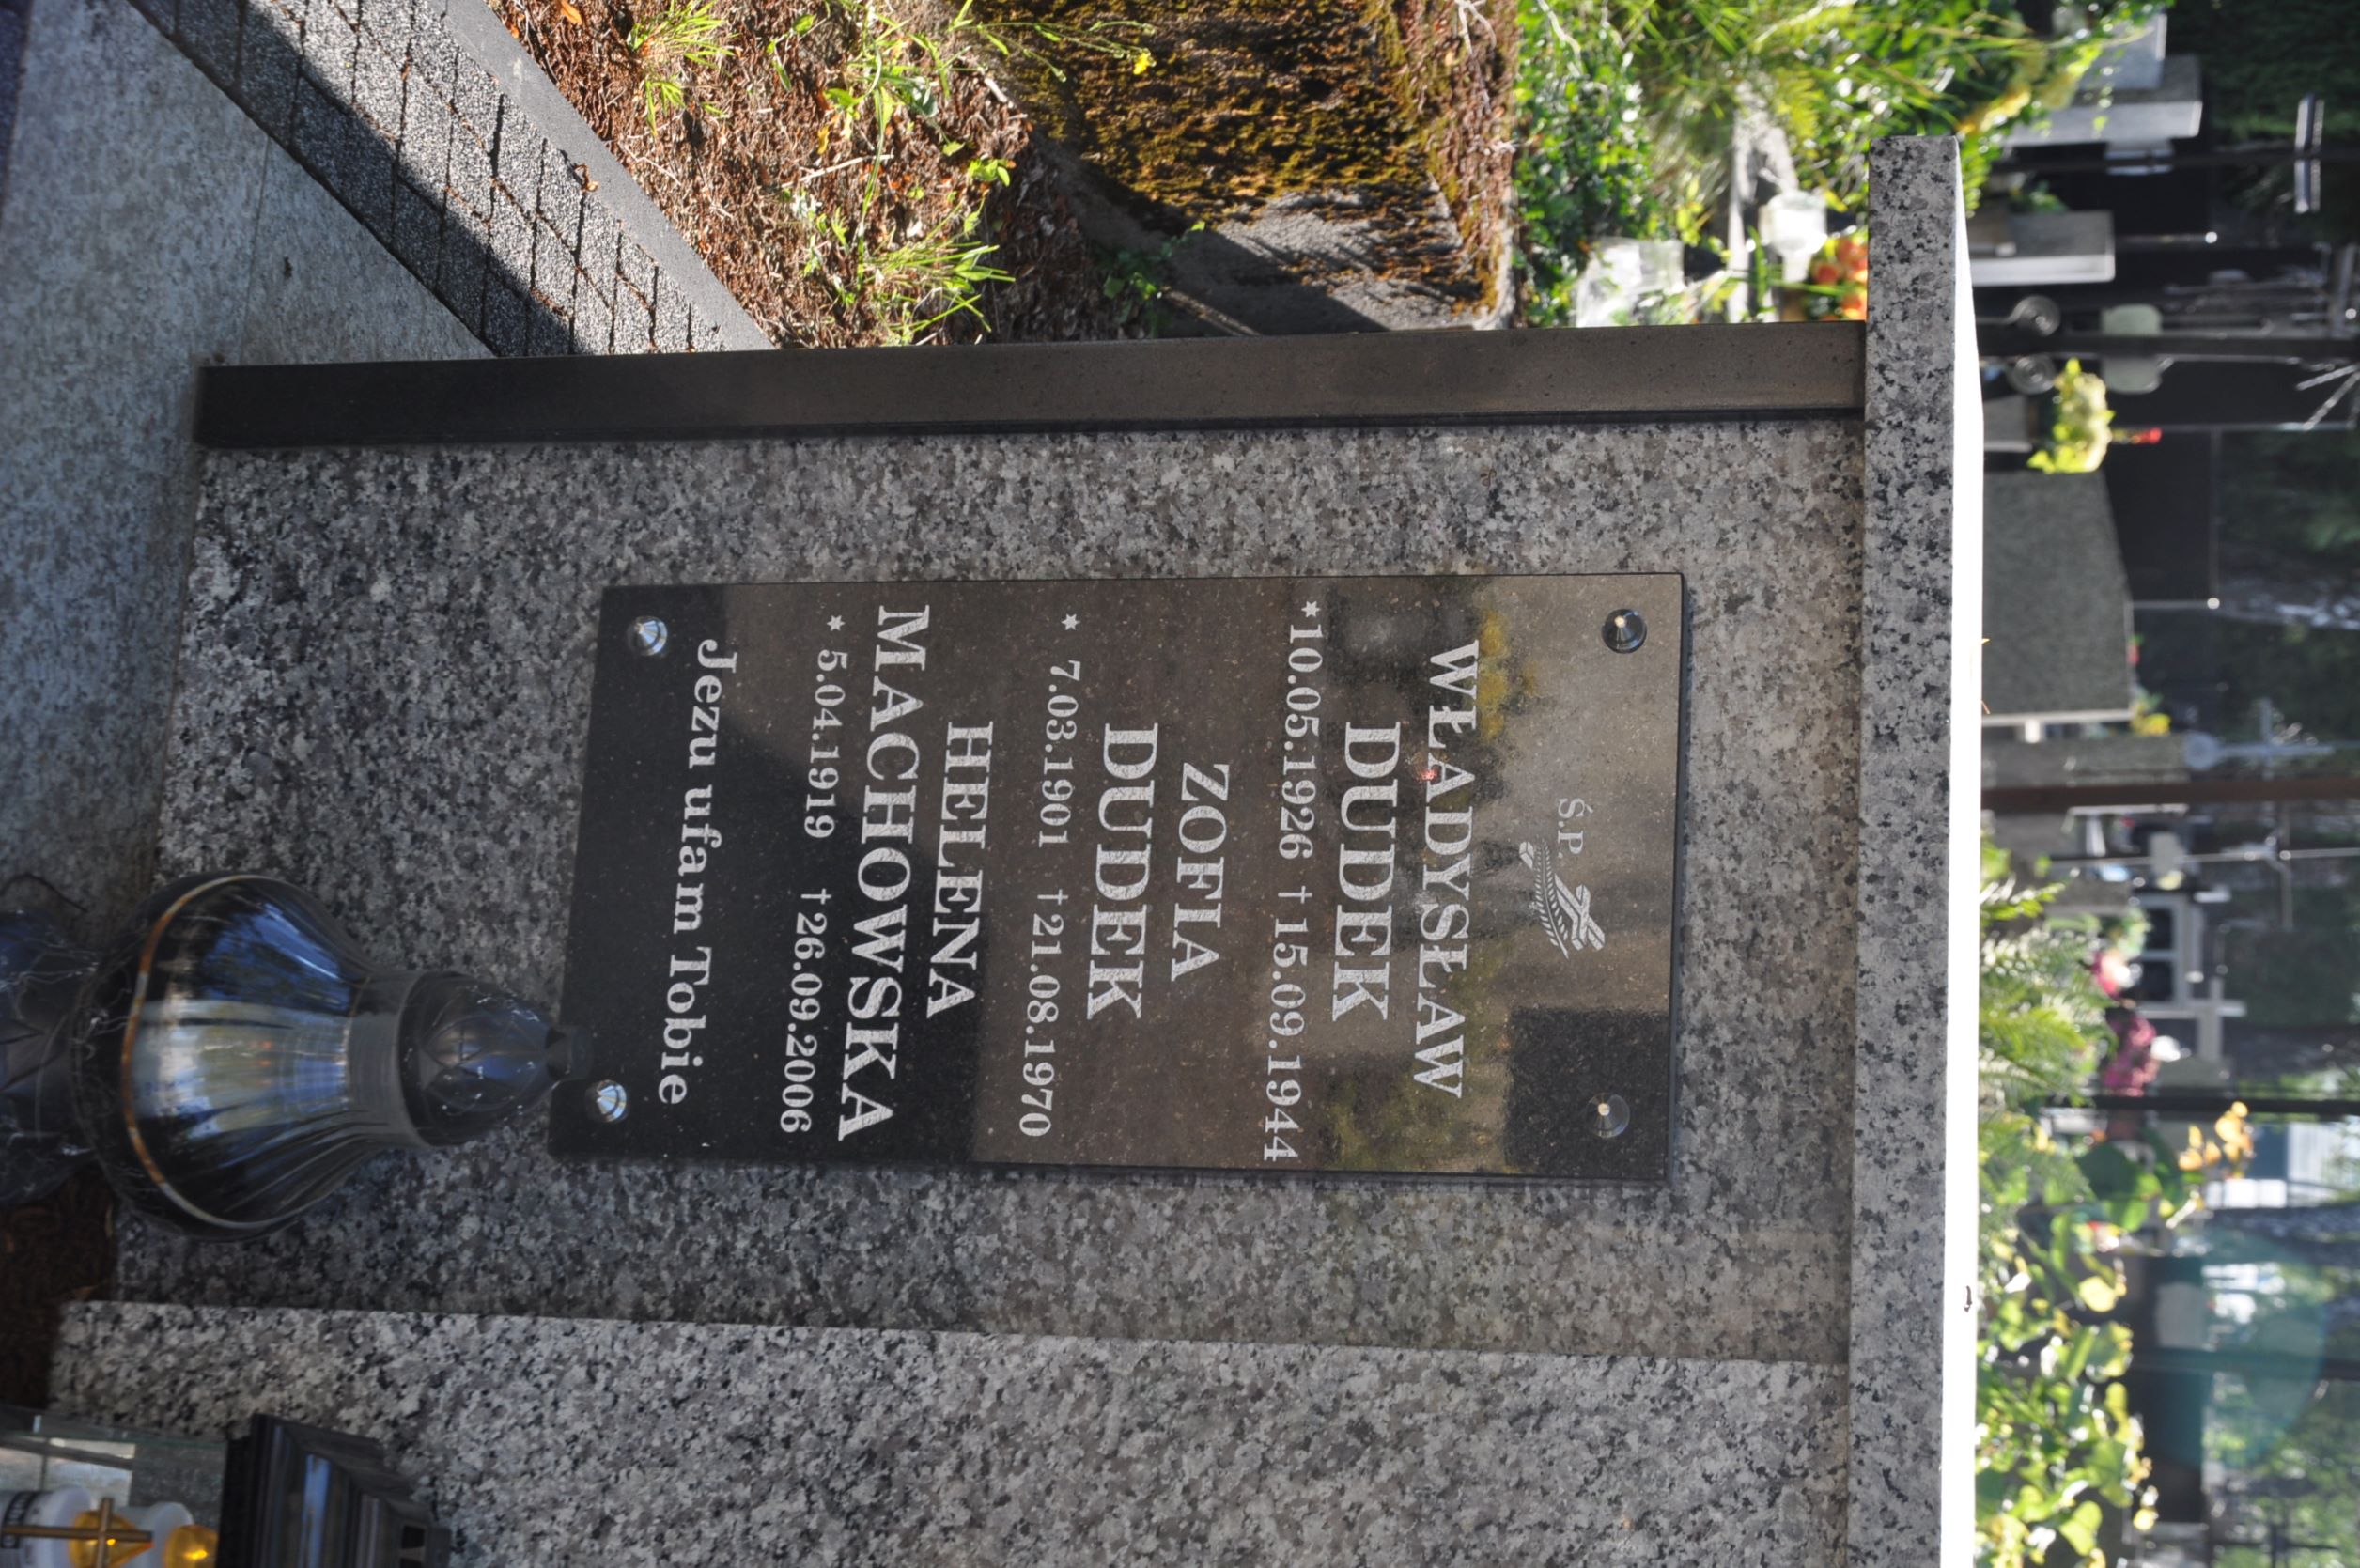 Ś.P.
WŁADYSŁAW
DUDEK
*10.05.1926 †15.09.1944
ZOFIA
DUDEK
* 7.03.1901 †21.08.1970
HELENA
MACHOWSKA
* 5.04.1919 †26.09.2006
Jezu ufam Tobie